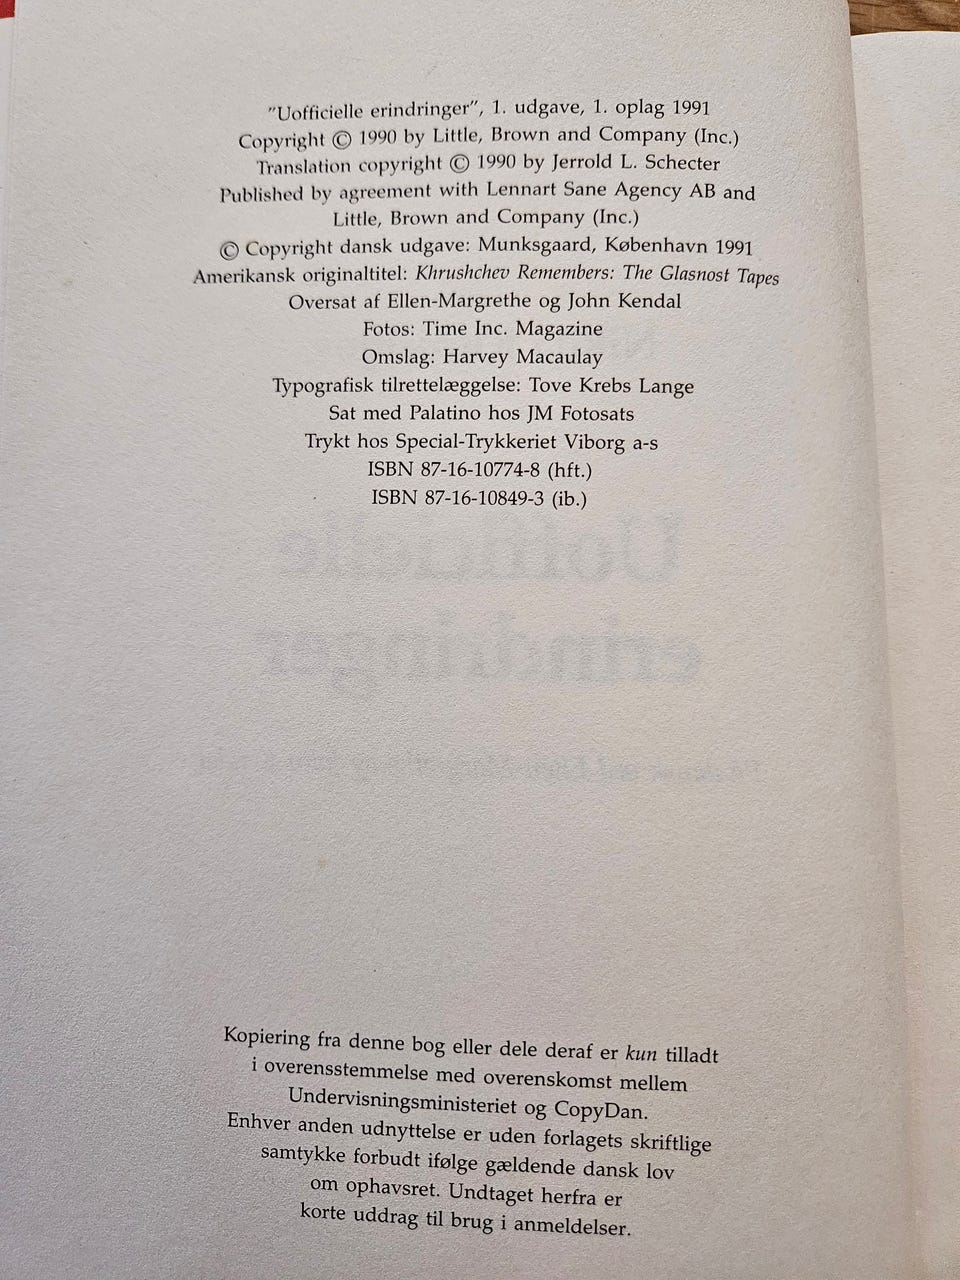 "Uofficielle erindringer", 1. udgave, 1. oplag 1991
Copyright © 1990 by Little, Brown and Company (Inc.)
Translation copyright © 1990 by Jerrold L. Schecter
Published by agreement with Lennart Sane Agency AB and
Little, Brown and Company (Inc.)
© Copyright dansk udgave: Munksgaard, København 1991
Amerikansk originaltitel: Khrushchev Remembers: The Glasnost Tapes
Oversat af Ellen-Margrethe og John Kendal
Fotos: Time Inc. Magazine
Omslag: Harvey Macaulay
Typografisk tilrettelæggelse: Tove Krebs Lange
Sat med Palatino hos JM Fotosats
Trykt hos Special-Trykkeriet Viborg a-s
ISBN 87-16-10774-8 (hft.)
ISBN 87-16-10849-3 (ib.)
Uofficielle
erindringer
Kopiering fra denne bog eller dele deraf er kun tilladt
i overensstemmelse med overenskomst mellem
Undervisningsministeriet og CopyDan.
Enhver anden udnyttelse er uden forlagets skriftlige
samtykke forbudt ifølge gældende dansk lov
om ophavsret. Undtaget herfra er
korte uddrag til brug i anmeldelser.